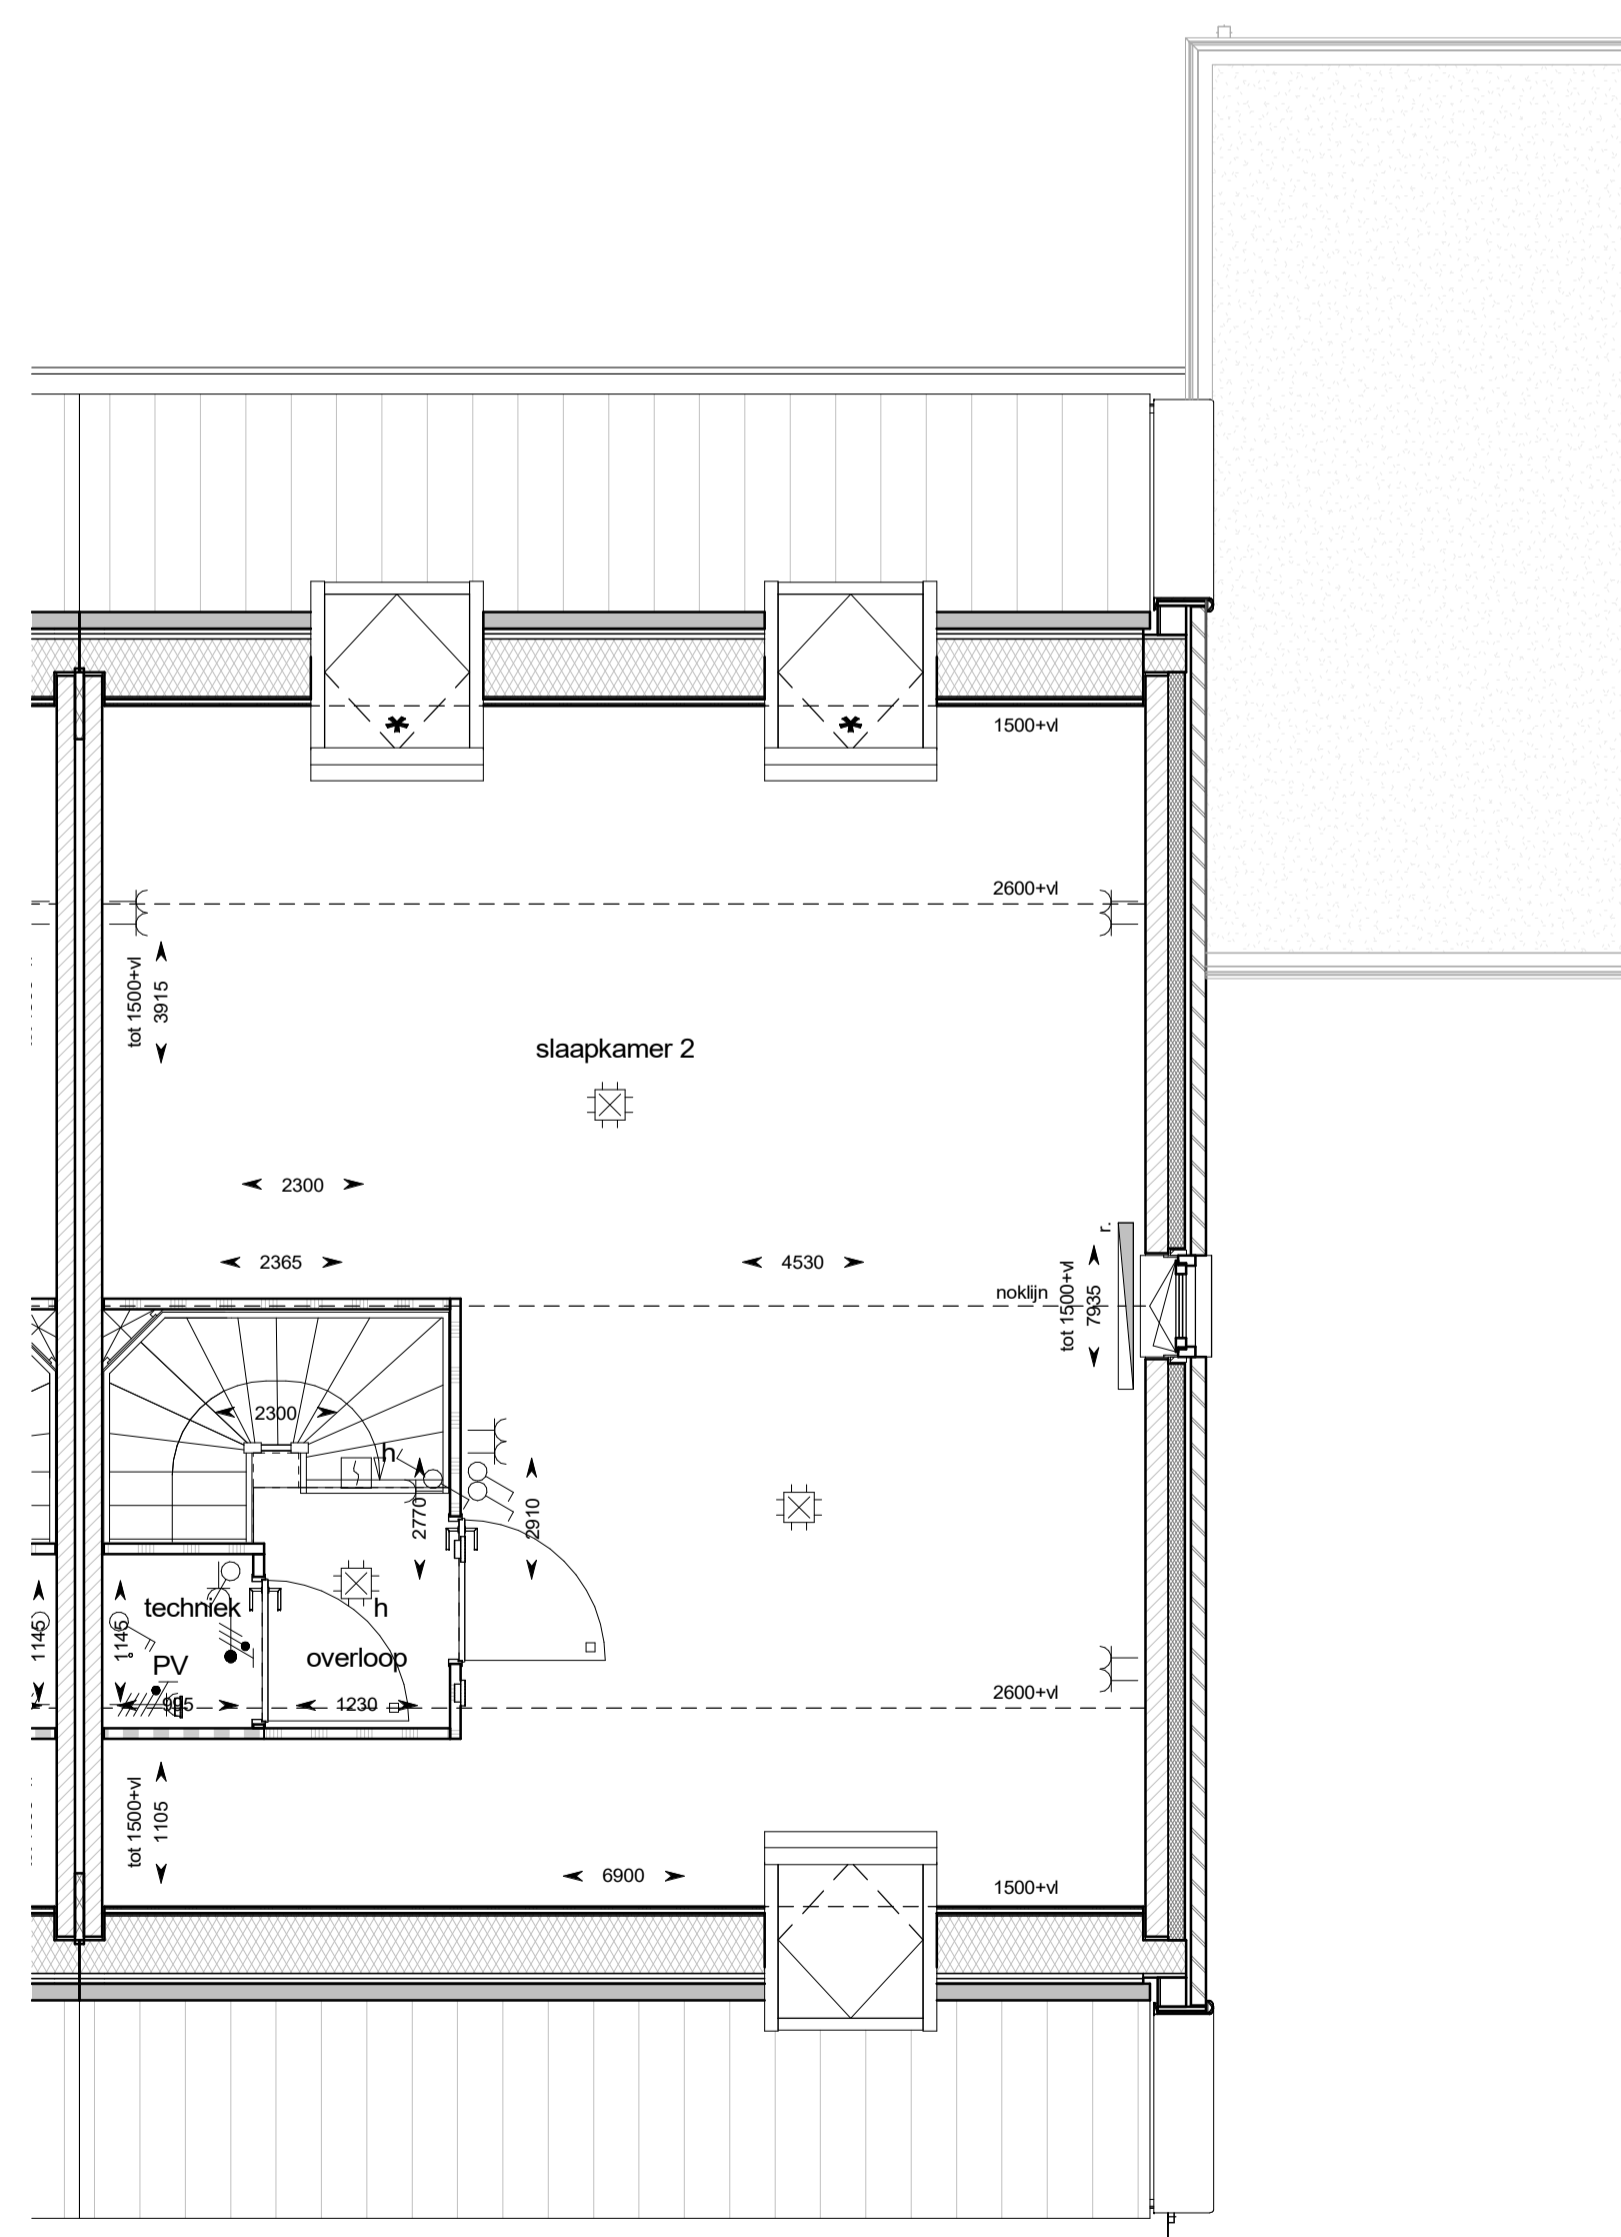 1500+vl
2600+vl
tot 1500+vl
3915
slaapkamer 2
2300
2365
4530
r.
noklijn
tot 1500+vl
7935
2300
h
2770
2910
1145
1145
techniek
h
PV
overloop
995
1230
2600+vl
tot 1500+vl
1105
6900
1500+vl